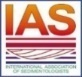 IAS
INTERNATIONAL ASSOCIATION
OF SEDIMENTOLOGISTS